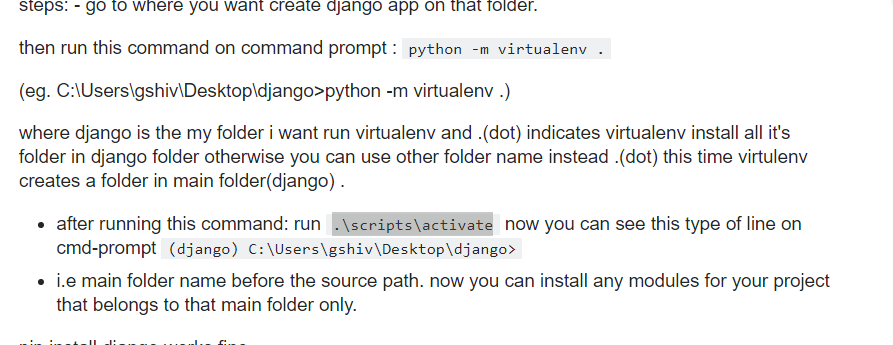 steps: - go to where you want create django app on that folder.
then run this command on command prompt : python -m virtualenv .
(eg. C:\Users\gshiv\Desktop\django>python -m virtualenv .)
where django is the my folder i want run virtualenv and .(dot) indicates virtualenv install all it's
folder in django folder otherwise you can use other folder name instead .(dot) this time virtulenv
creates a folder in main folder(django) .
• after running this command: run .\scripts\activate now you can see this type of line on
cmd-prompt (django) C:\Users\gshiv\Desktop\django>
• i.e main folder name before the source path. now you can install any modules for your project
that belongs to that main folder only.
pip install django works fine